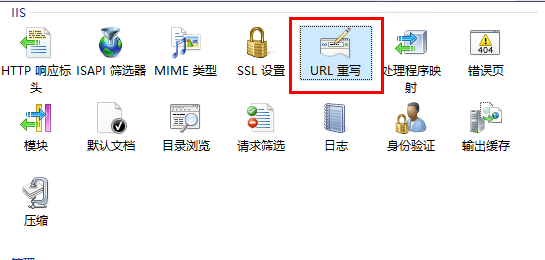 IIS
HTTP 响应标头
ISAPI 筛选器
MIME 类型
SSL 设置
URL 重写
处理程序映射
错误页
404
模块
默认文档
目录浏览
请求筛选
日志
身份验证
输出缓存
压缩
管理